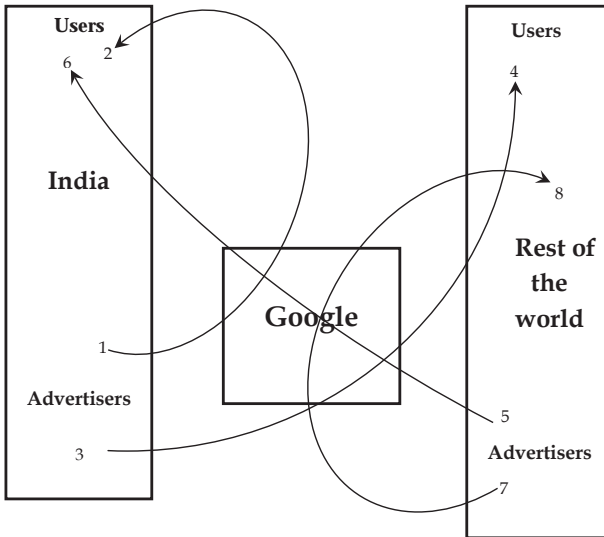 Users
2
6
India
1
Advertisers
3
Google
Users
4
8
Rest of
the
world
5
Advertisers
7